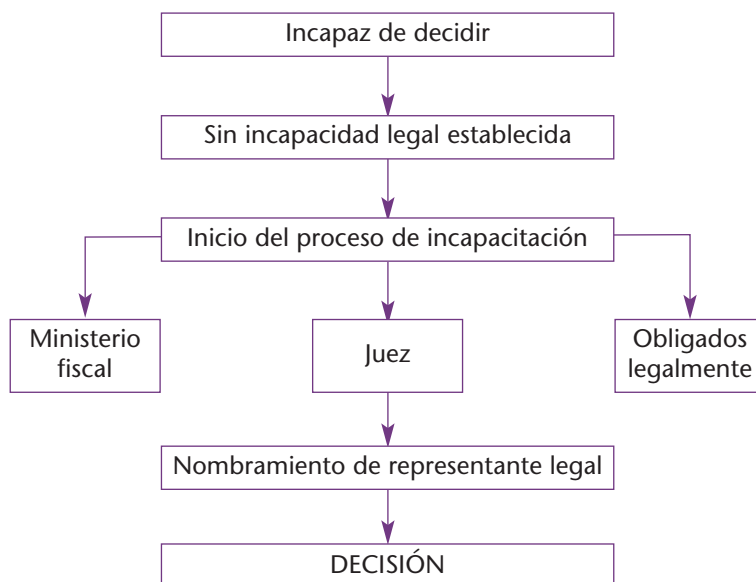 Incapaz de decidir
Sin incapacidad legal establecida
Inicio del proceso de incapacitación
Ministerio
fiscal
Juez
Obligados
legalmente
Nombramiento de representante legal
DECISIÓN